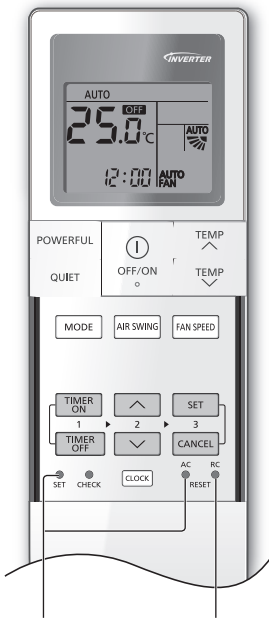 INVERTER
AUTO
OFF
25.0°C
AUTO
12:00 AUTO FAN
POWERFUL
TEMP
OFF/ON
QUIET
TEMP
MODE
AIR SWING
FAN SPEED
TIMER ON
SET
1 2 3
TIMER OFF
CANCEL
SET CHECK
CLOCK
AC RC
RESET